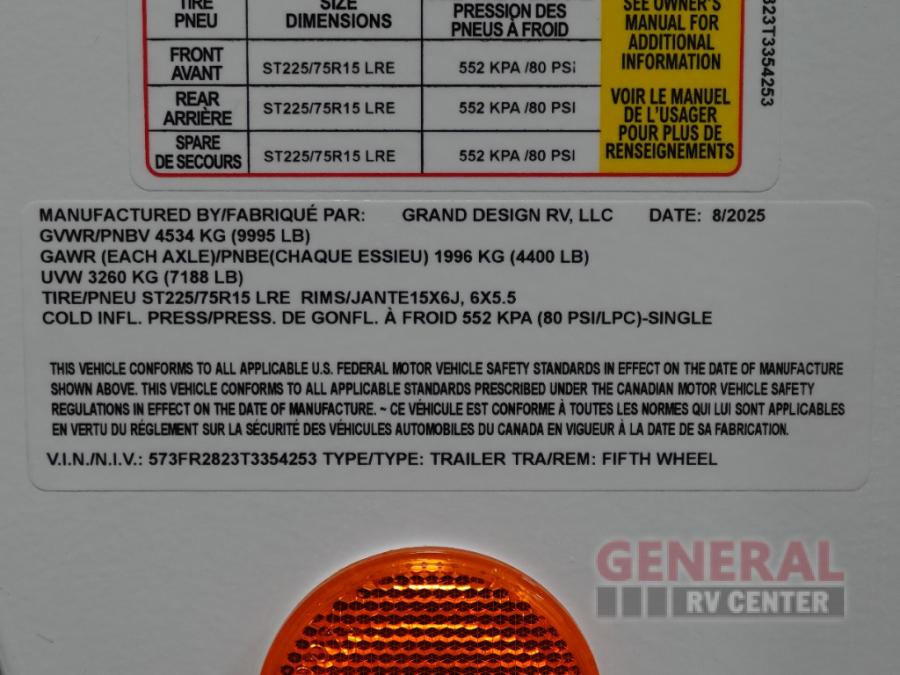 TIRE SIZE
PNEU DIMENSIONS PRESSION DES PNEUS À FROID
FRONT AVANT ST225/75R15 LRE 552 KPA /80 PSi
REAR ARRIÈRE ST225/75R15 LRE 552 KPA /80 PSI
SPARE DE SECOURS ST225/75R15 LRE 552 KPA /80 PSI
SEE OWNER'S
MANUAL FOR
ADDITIONAL
INFORMATION
VOIR LE MANUEL
DE L'USAGER
POUR PLUS DE
RENSEIGNEMENTS
823T3354253
MANUFACTURED BY/FABRIQUÉ PAR: GRAND DESIGN RV, LLC DATE: 8/2025
GVWR/PNBV 4534 KG (9995 LB)
GAWR (EACH AXLE)/PNBE(CHAQUE ESSIEU) 1996 KG (4400 LB)
UVW 3260 KG (7188 LB)
TIRE/PNEU ST225/75R15 LRE RIMS/JANTE15X6J, 6X5.5
COLD INFL. PRESS/PRESS. DE GONFL. À FROID 552 KPA (80 PSI/LPC)-SINGLE
THIS VEHICLE CONFORMS TO ALL APPLICABLE U.S. FEDERAL MOTOR VEHICLE SAFETY STANDARDS IN EFFECT ON THE DATE OF MANUFACTURE
SHOWN ABOVE. THIS VEHICLE CONFORMS TO ALL APPLICABLE STANDARDS PRESCRIBED UNDER THE CANADIAN MOTOR VEHICLE SAFETY
REGULATIONS IN EFFECT ON THE DATE OF MANUFACTURE. ~ CE VÉHICULE EST CONFORME À TOUTES LES NORMES QUI LUI SONT APPLICABLES
EN VERTU DU RÉGLEMENT SUR LA SÉCURITÉ DES VÉHICULES AUTOMOBILES DU CANADA EN VIGUEUR À LA DATE DE SA FABRICATION.
V.I.N./N.I.V.: 573FR2823T3354253 TYPE/TYPE: TRAILER TRA/REM: FIFTH WHEEL
GENERAL
RV CENTER